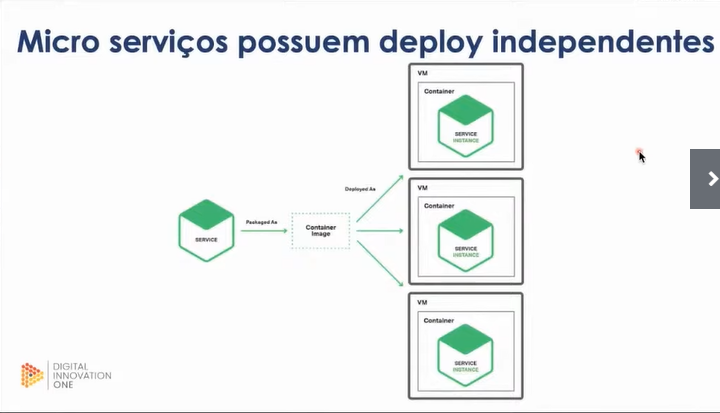 Micro serviços possuem deploy independentes
VM
Container
SERVICE
INSTANCE
Deployed As
VM
Container
SERVICE
INSTANCE
SERVICE
Packaged As
Container
Image
VM
Container
SERVICE
INSTANCE
DIGITAL
INNOVATION
ONE